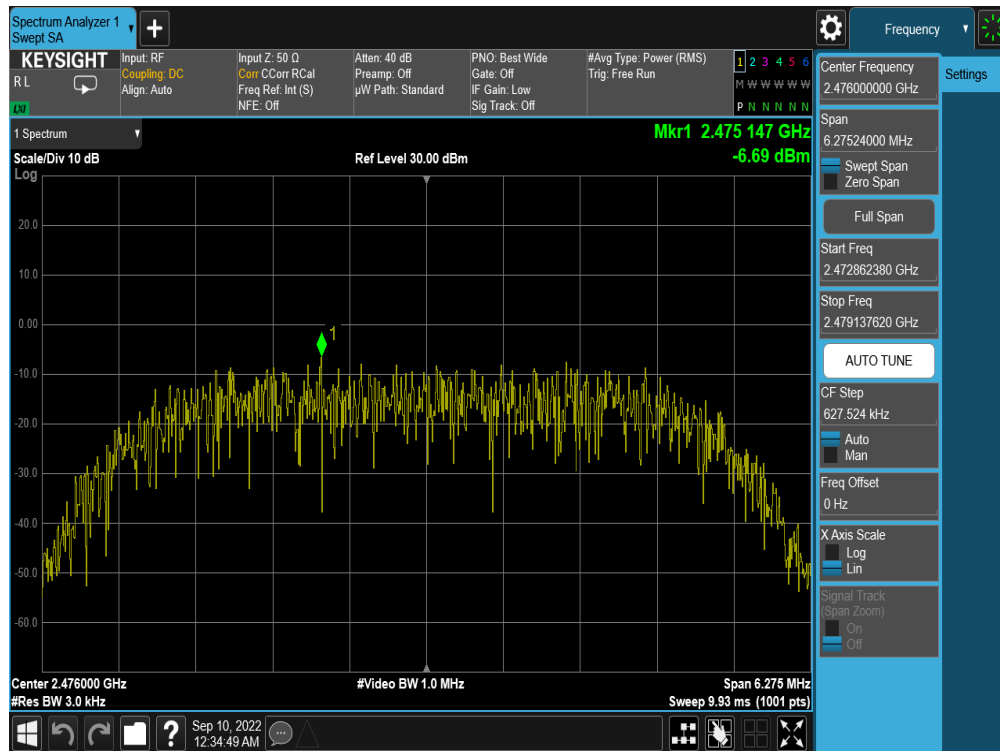 Spectrum Analyzer 1
Swept SA
+
Frequency
KEYSIGHT
R L
LXI
Input: RF
Coupling: DC
Align: Auto
Input Z: 50 Ω
Corr CCorr RCal
Freq Ref: Int (S)
NFE: Off
Atten: 40 dB
Preamp: Off
µW Path: Standard
PNO: Best Wide
Gate: Off
IF Gain: Low
Sig Track: Off
#Avg Type: Power (RMS)
Trig: Free Run
1 2 3 4 5 6
M W W W W W
P N N N N N
1 Spectrum
Scale/Div 10 dB
Log
Ref Level 30.00 dBm
Mkr1 2.475 147 GHz
-6.69 dBm
20.0
10.0
0.00
-10.0
-20.0
-30.0
-40.0
-50.0
-60.0
1
Center 2.476000 GHz
#Res BW 3.0 kHz
#Video BW 1.0 MHz
Span 6.275 MHz
Sweep 9.93 ms (1001 pts)
Center Frequency
2.476000000 GHz
Settings
Span
6.27524000 MHz
Swept Span
Zero Span
Full Span
Start Freq
2.472862380 GHz
Stop Freq
2.479137620 GHz
AUTO TUNE
CF Step
627.524 kHz
Auto
Man
Freq Offset
0 Hz
X Axis Scale
Log
Lin
Signal Track
(Span Zoom)
On
Off
?
Sep 10, 2022
12:34:49 AM